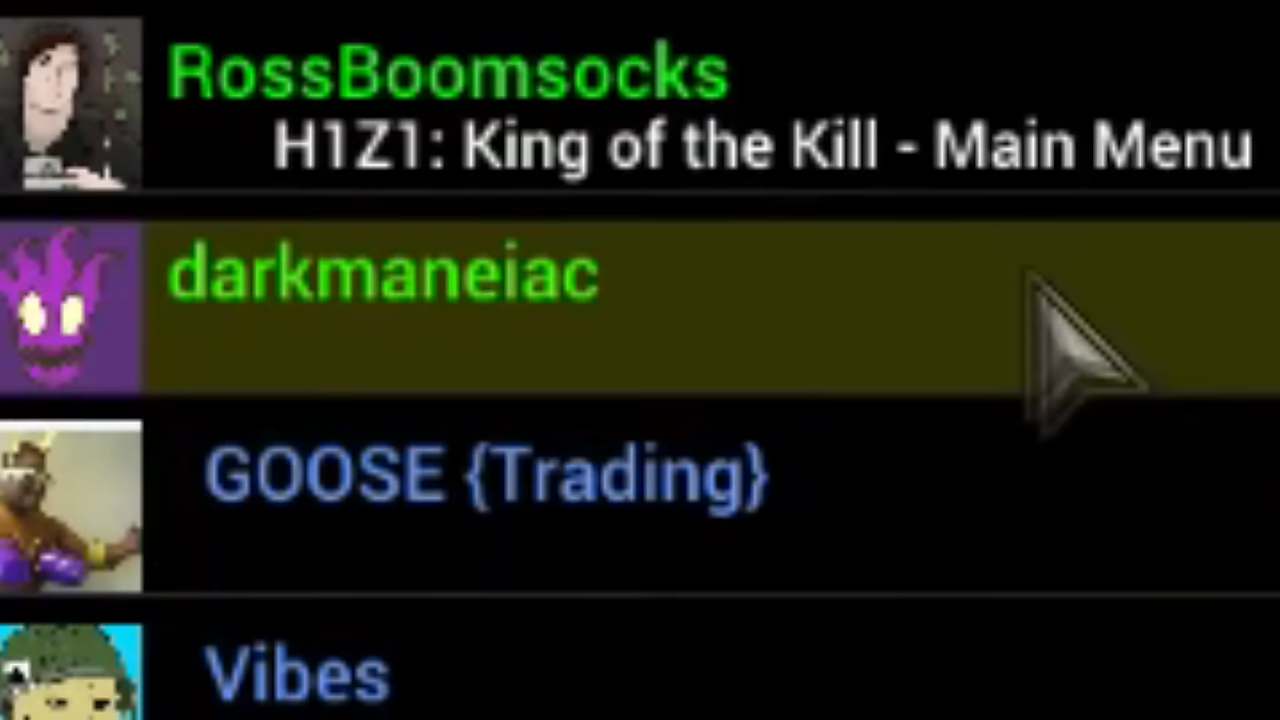 RossBoomsocks
H1Z1: King of the Kill - Main Menu
darkmaneiac
GOOSE {Trading}
Vibes